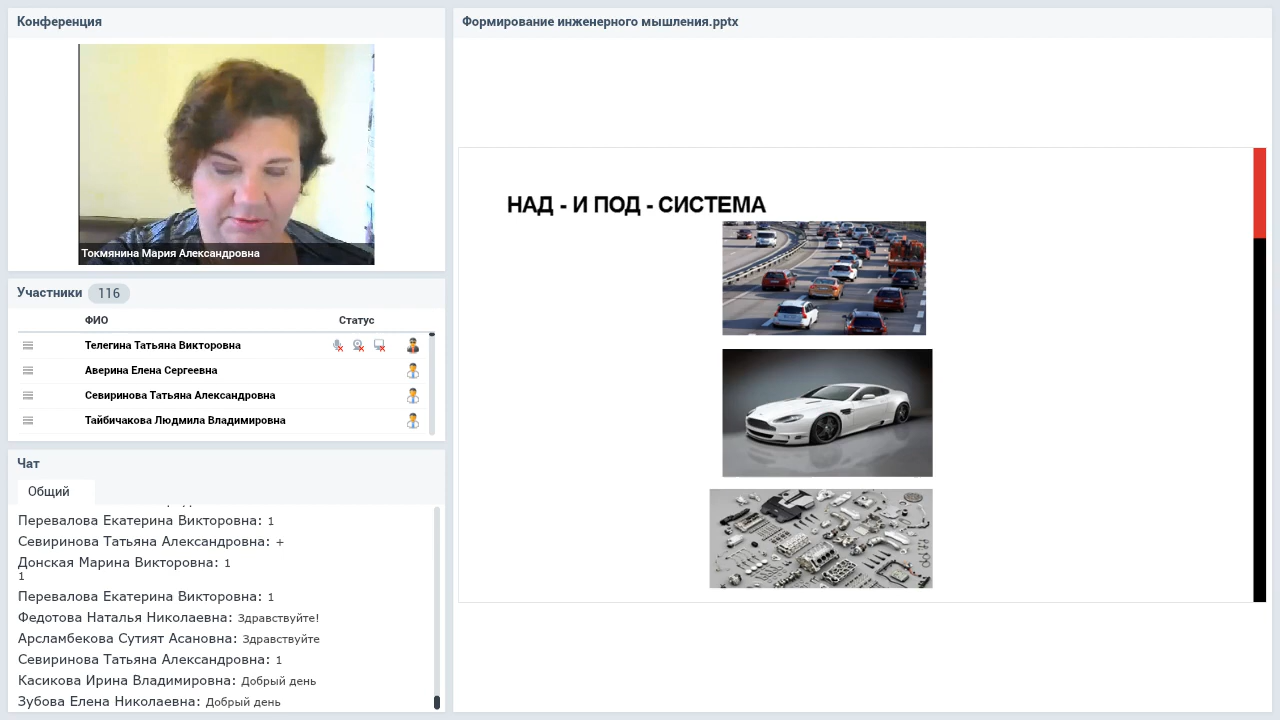 Конференция
Токмянина Мария Александровна
Участники 116
ФИО Статус
Телегина Татьяна Викторовна
Аверина Елена Сергеевна
Севиринова Татьяна Александровна
Тайбичакова Людмила Владимировна
Чат
Общий
Перевалова Екатерина Викторовна: 1
Севиринова Татьяна Александровна: +
Донская Марина Викторовна: 1
1
Перевалова Екатерина Викторовна: 1
Федотова Наталья Николаевна: Здравствуйте!
Арсламбекова Сутият Асановна: Здравствуйте
Севиринова Татьяна Александровна: 1
Касикова Ирина Владимировна: Добрый день
Зубова Елена Николаевна: Добрый день
Формирование инженерного мышления.pptx
НАД - И ПОД - СИСТЕМА